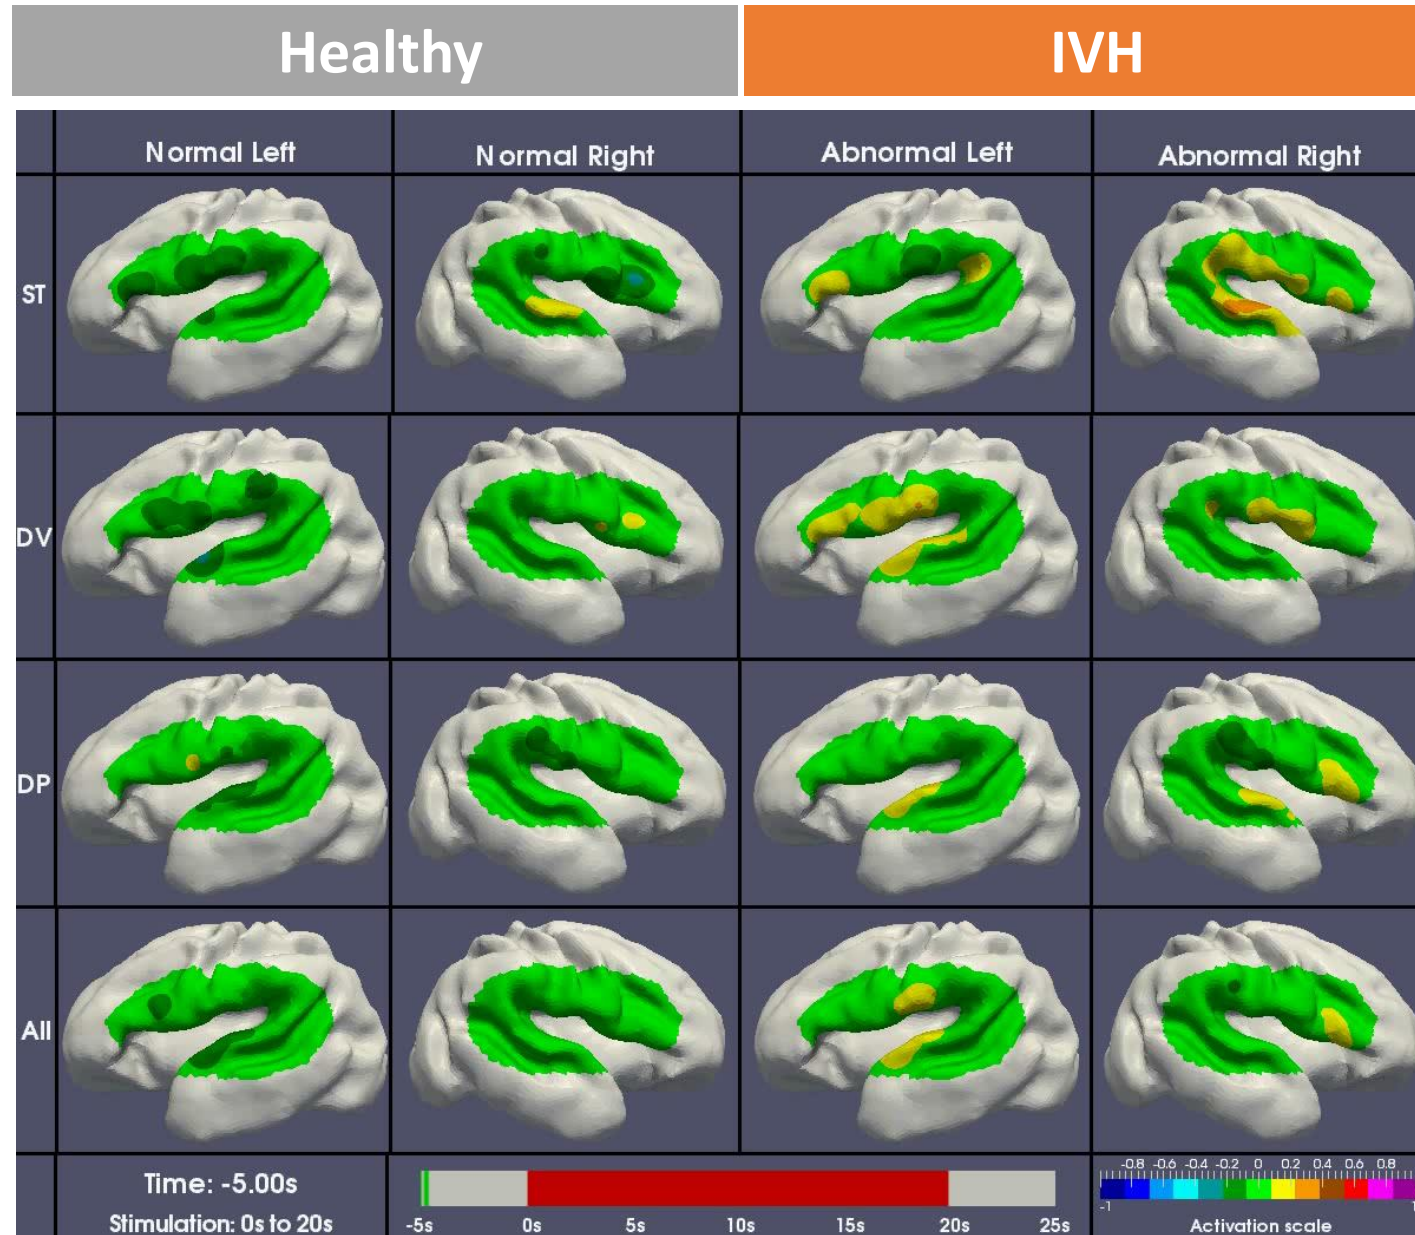 Healthy IVH
Normal Left Normal Right Abnormal Left Abnormal Right
ST
DV
DP
All
Time: -5.00s
Stimulation: 0s to 20s
-5s 0s 5s 10s 15s 20s 25s
-0.8 -0.6 -0.4 -0.2 0 0.2 0.4 0.6 0.8
-1 1
Activation scale